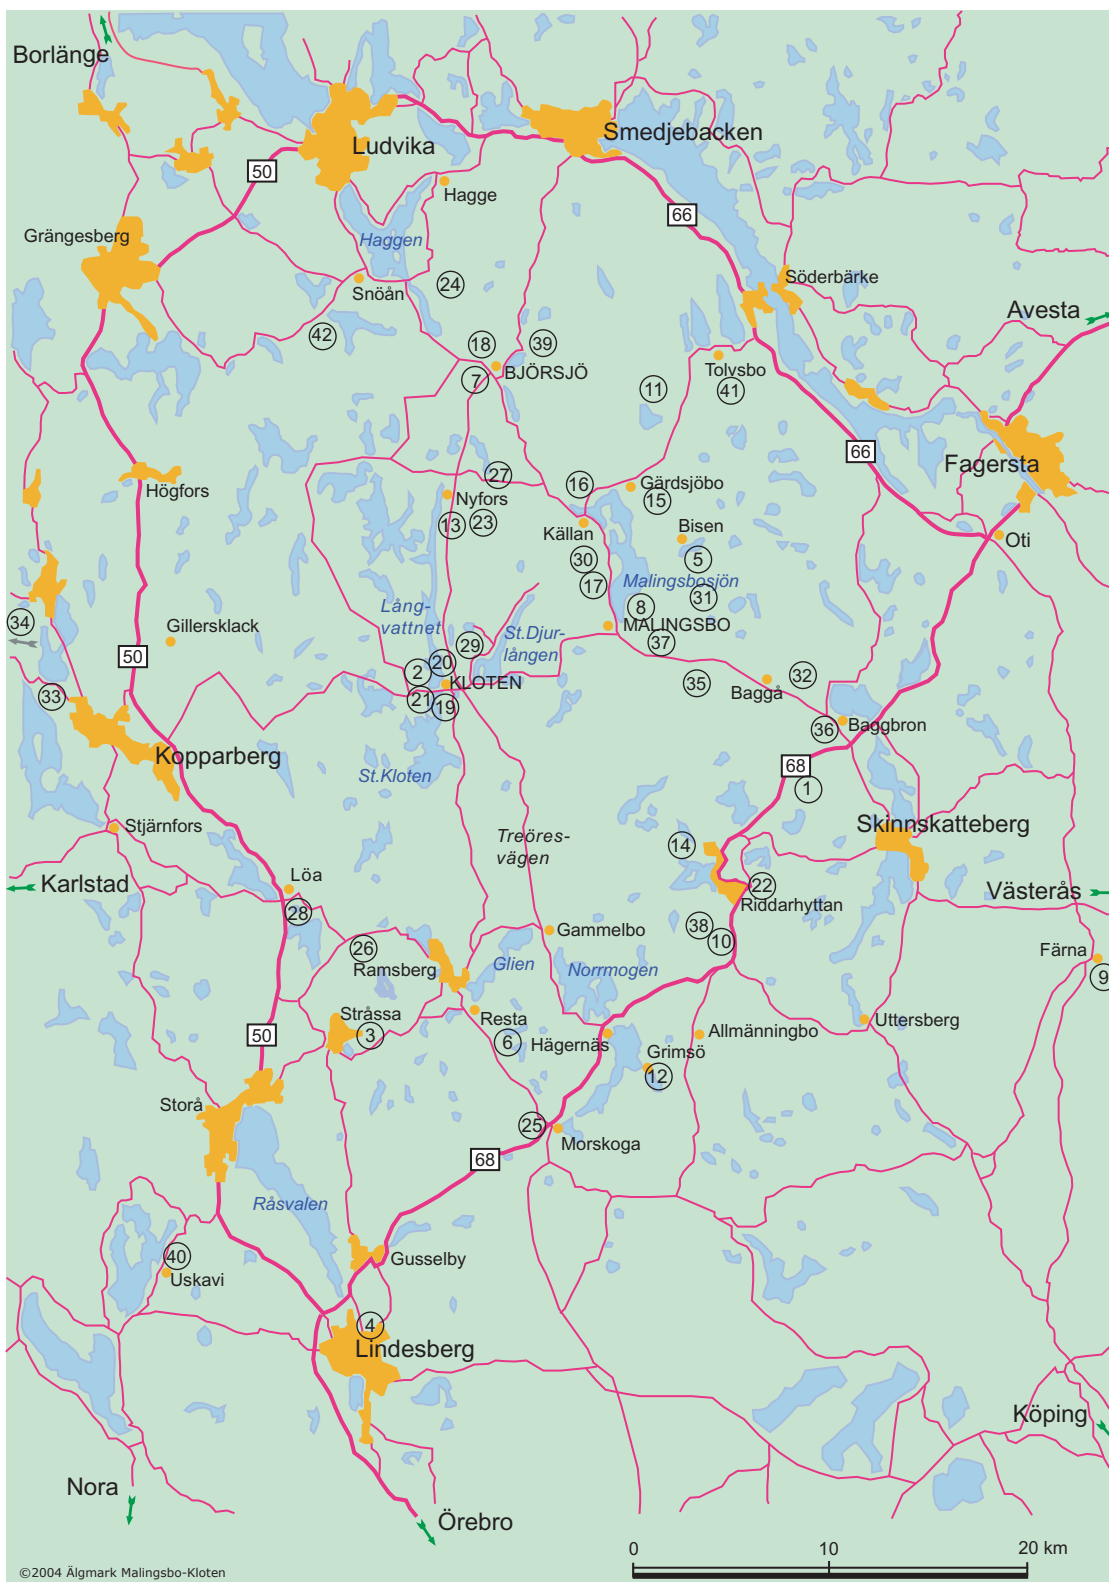 Borlänge
Ludvika
Smedjebacken
50
Hagge
66
Grängesberg
Haggen
Söderbärke
Snöån
24
Avesta
42
18
39
BJÖRSJÖ
Tolvsbo
7
11
41
66
Fagersta
Högfors
27
16
Gärdsjöbo
Nyfors
15
13
23
Källan
Bisen
Oti
30
5
17
Malingsbosjön
31
Lång-
vattnet
8
34
Gillersklack
St.Djur-
lången
MALINGSBO
37
29
50
20
2
KLOTEN
32
33
35
Baggå
21
19
36
Baggbron
Kopparberg
68
St.Kloten
1
Stjärnfors
Treöres-
vägen
Skinnskatteberg
14
Karlstad
Löa
22
Västerås
Riddarhyttan
28
38
Gammelbo
10
26
Färna
Ramsberg
Glien
Norrmogen
9
Stråssa
Resta
Uttersberg
50
3
6
Hägernäs
Allmänningbo
Grimsö
12
Storå
25
Morskoga
68
Råsvalen
40
Gusselby
Uskavi
4
Lindesberg
Köping
Nora
Örebro
0
10
20 km
©2004 Älgmark Malingsbo-Kloten